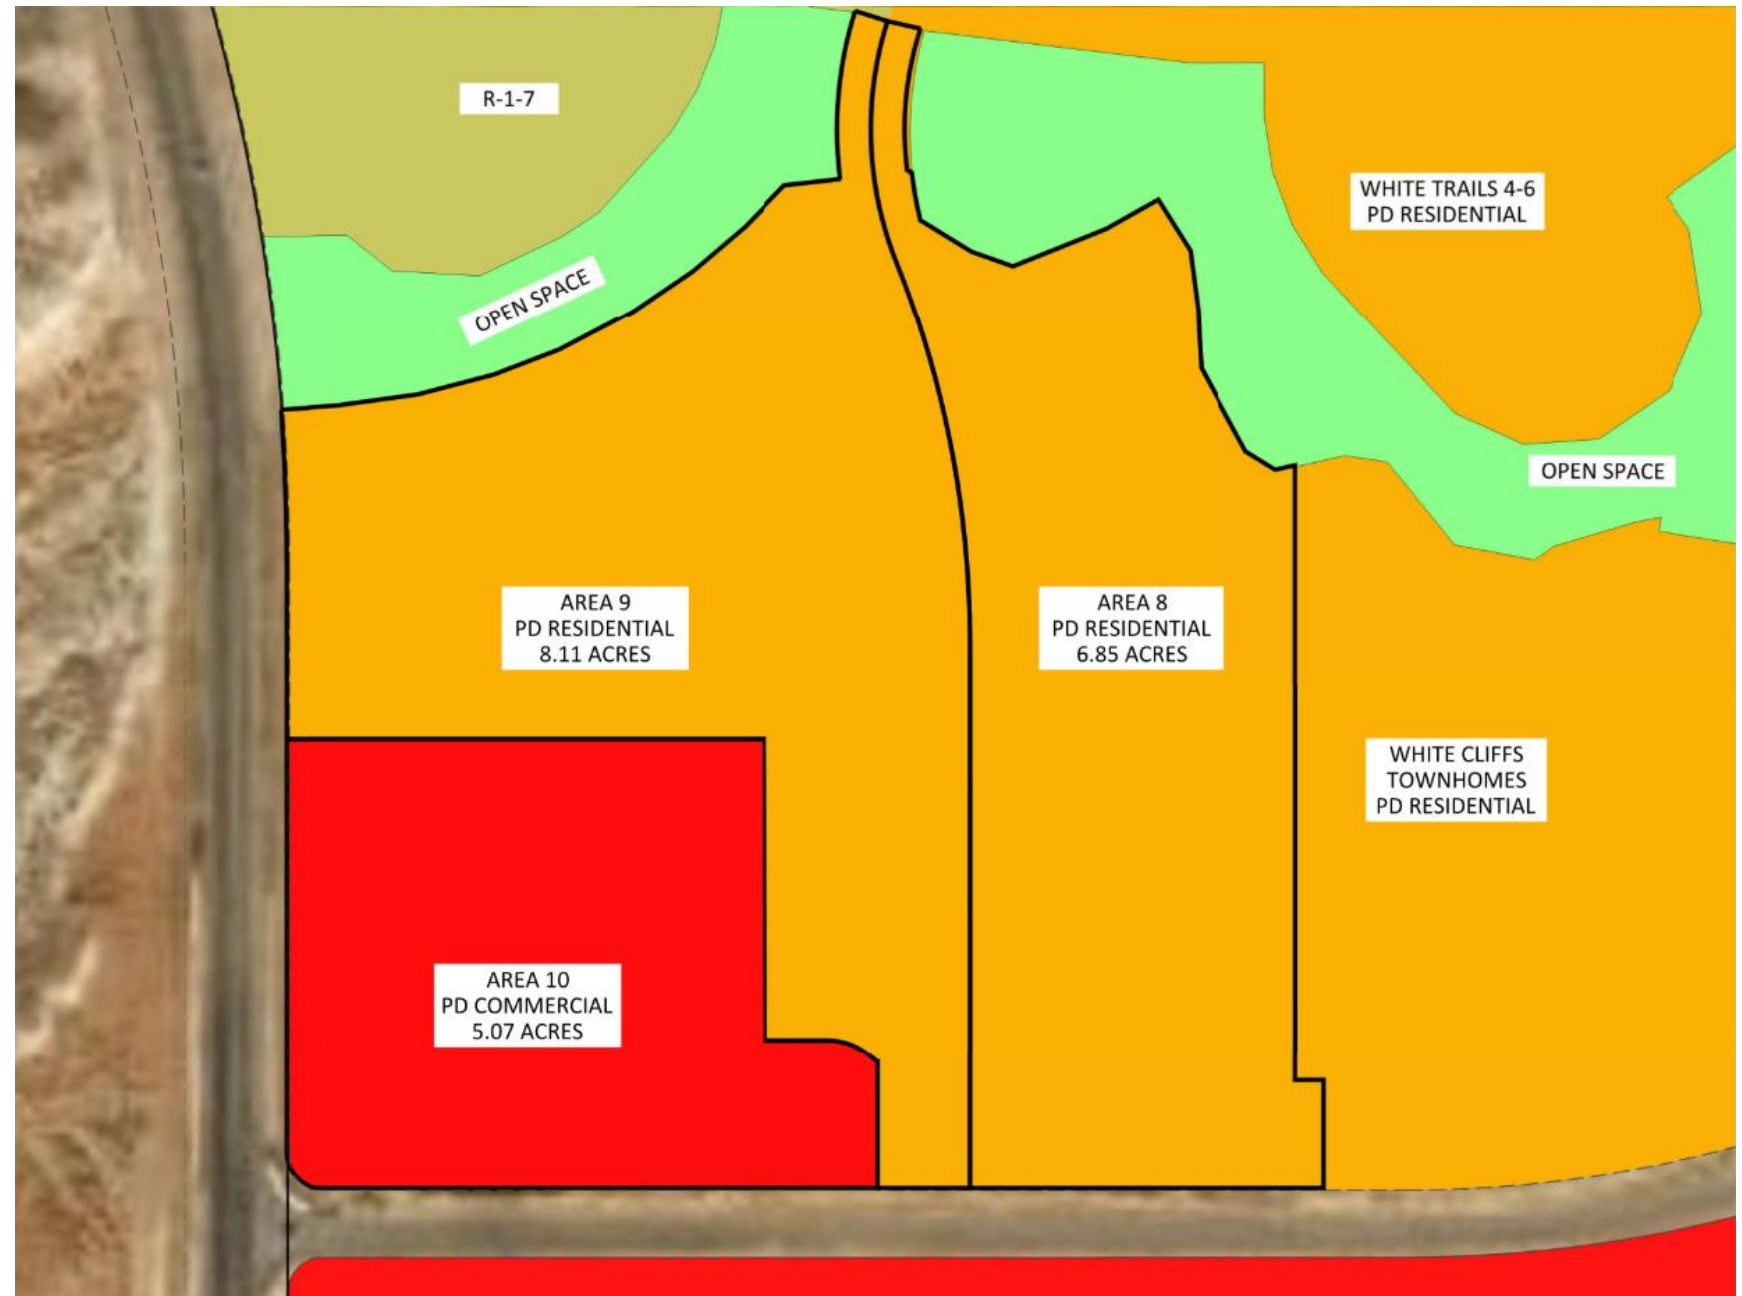 R-1-7
WHITE TRAILS 4-6
PD RESIDENTIAL
OPEN SPACE
OPEN SPACE
AREA 9
PD RESIDENTIAL
8.11 ACRES
AREA 8
PD RESIDENTIAL
6.85 ACRES
WHITE CLIFFS
TOWNHOMES
PD RESIDENTIAL
AREA 10
PD COMMERCIAL
5.07 ACRES